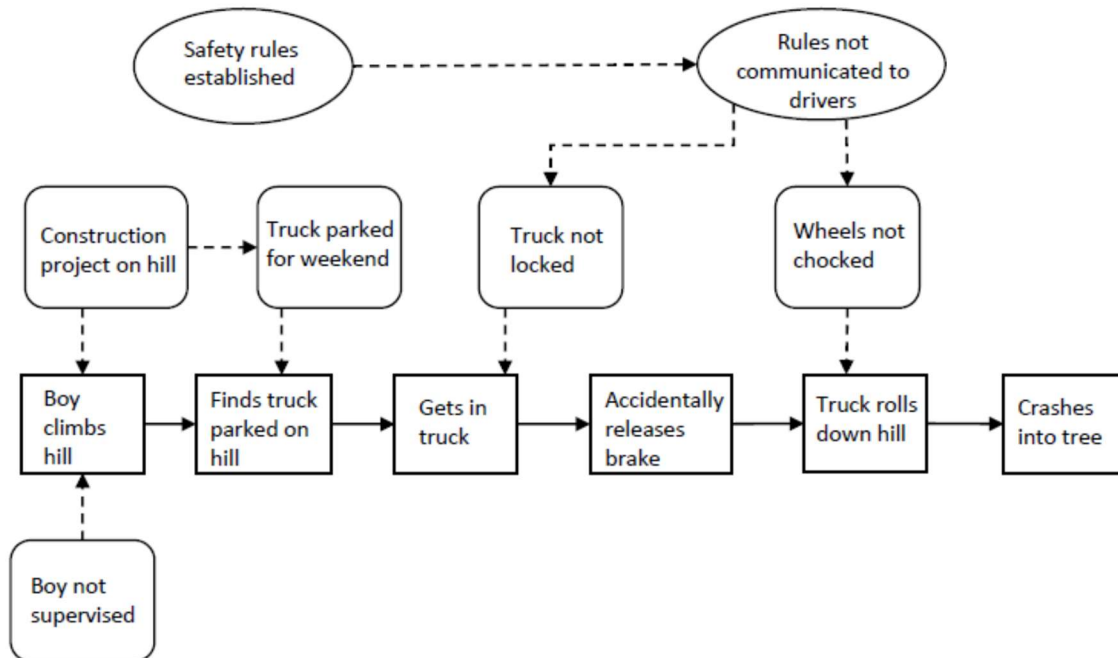 Safety rules
established
Rules not
communicated to
drivers
Construction
project on hill
Truck parked
for weekend
Truck not
locked
Wheels not
chocked
Boy
climbs
hill
Finds truck
parked on
hill
Gets in
truck
Accidentally
releases
brake
Truck rolls
down hill
Crashes
into tree
Boy not
supervised